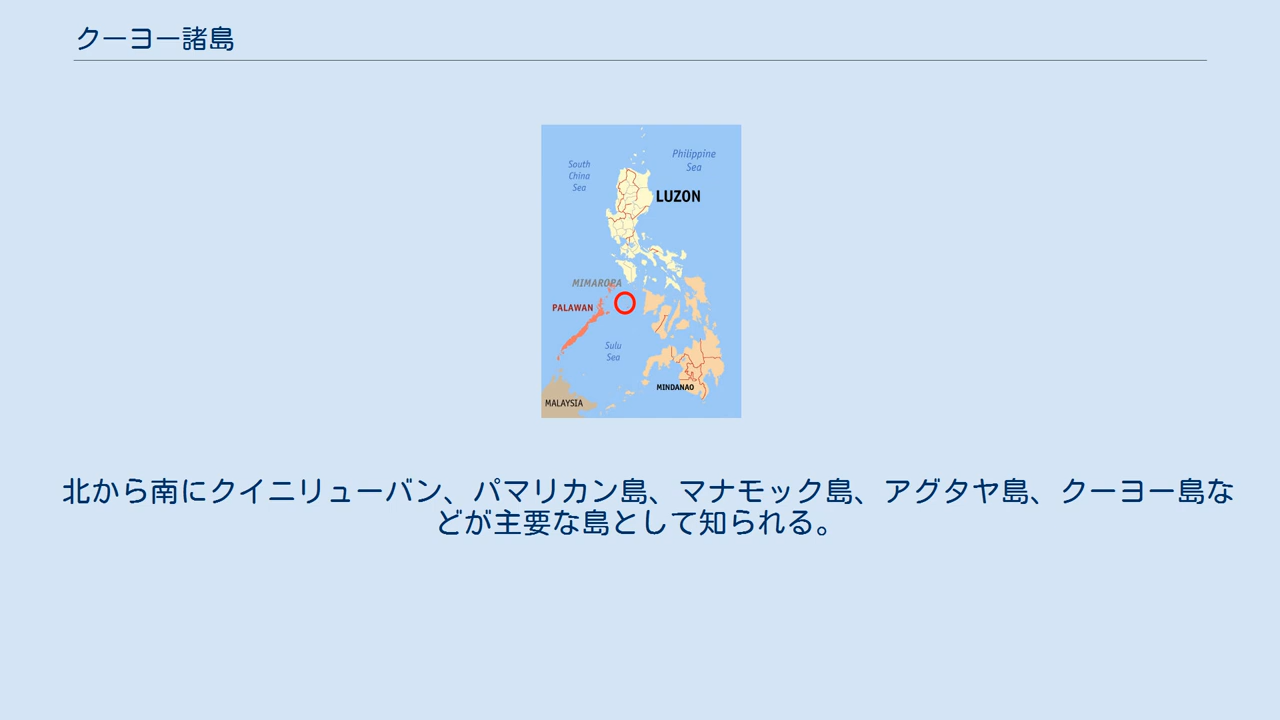 クーヨー諸島
South
China
Sea
Philippine
Sea
LUZON
MIMAROPA
PALAWAN
Sulu
Sea
MINDANAO
MALAYSIA
北から南にクイニリューバン、パマリカン島、マナモック島、アグタヤ島、クーヨー島な
どが主要な島として知られる。